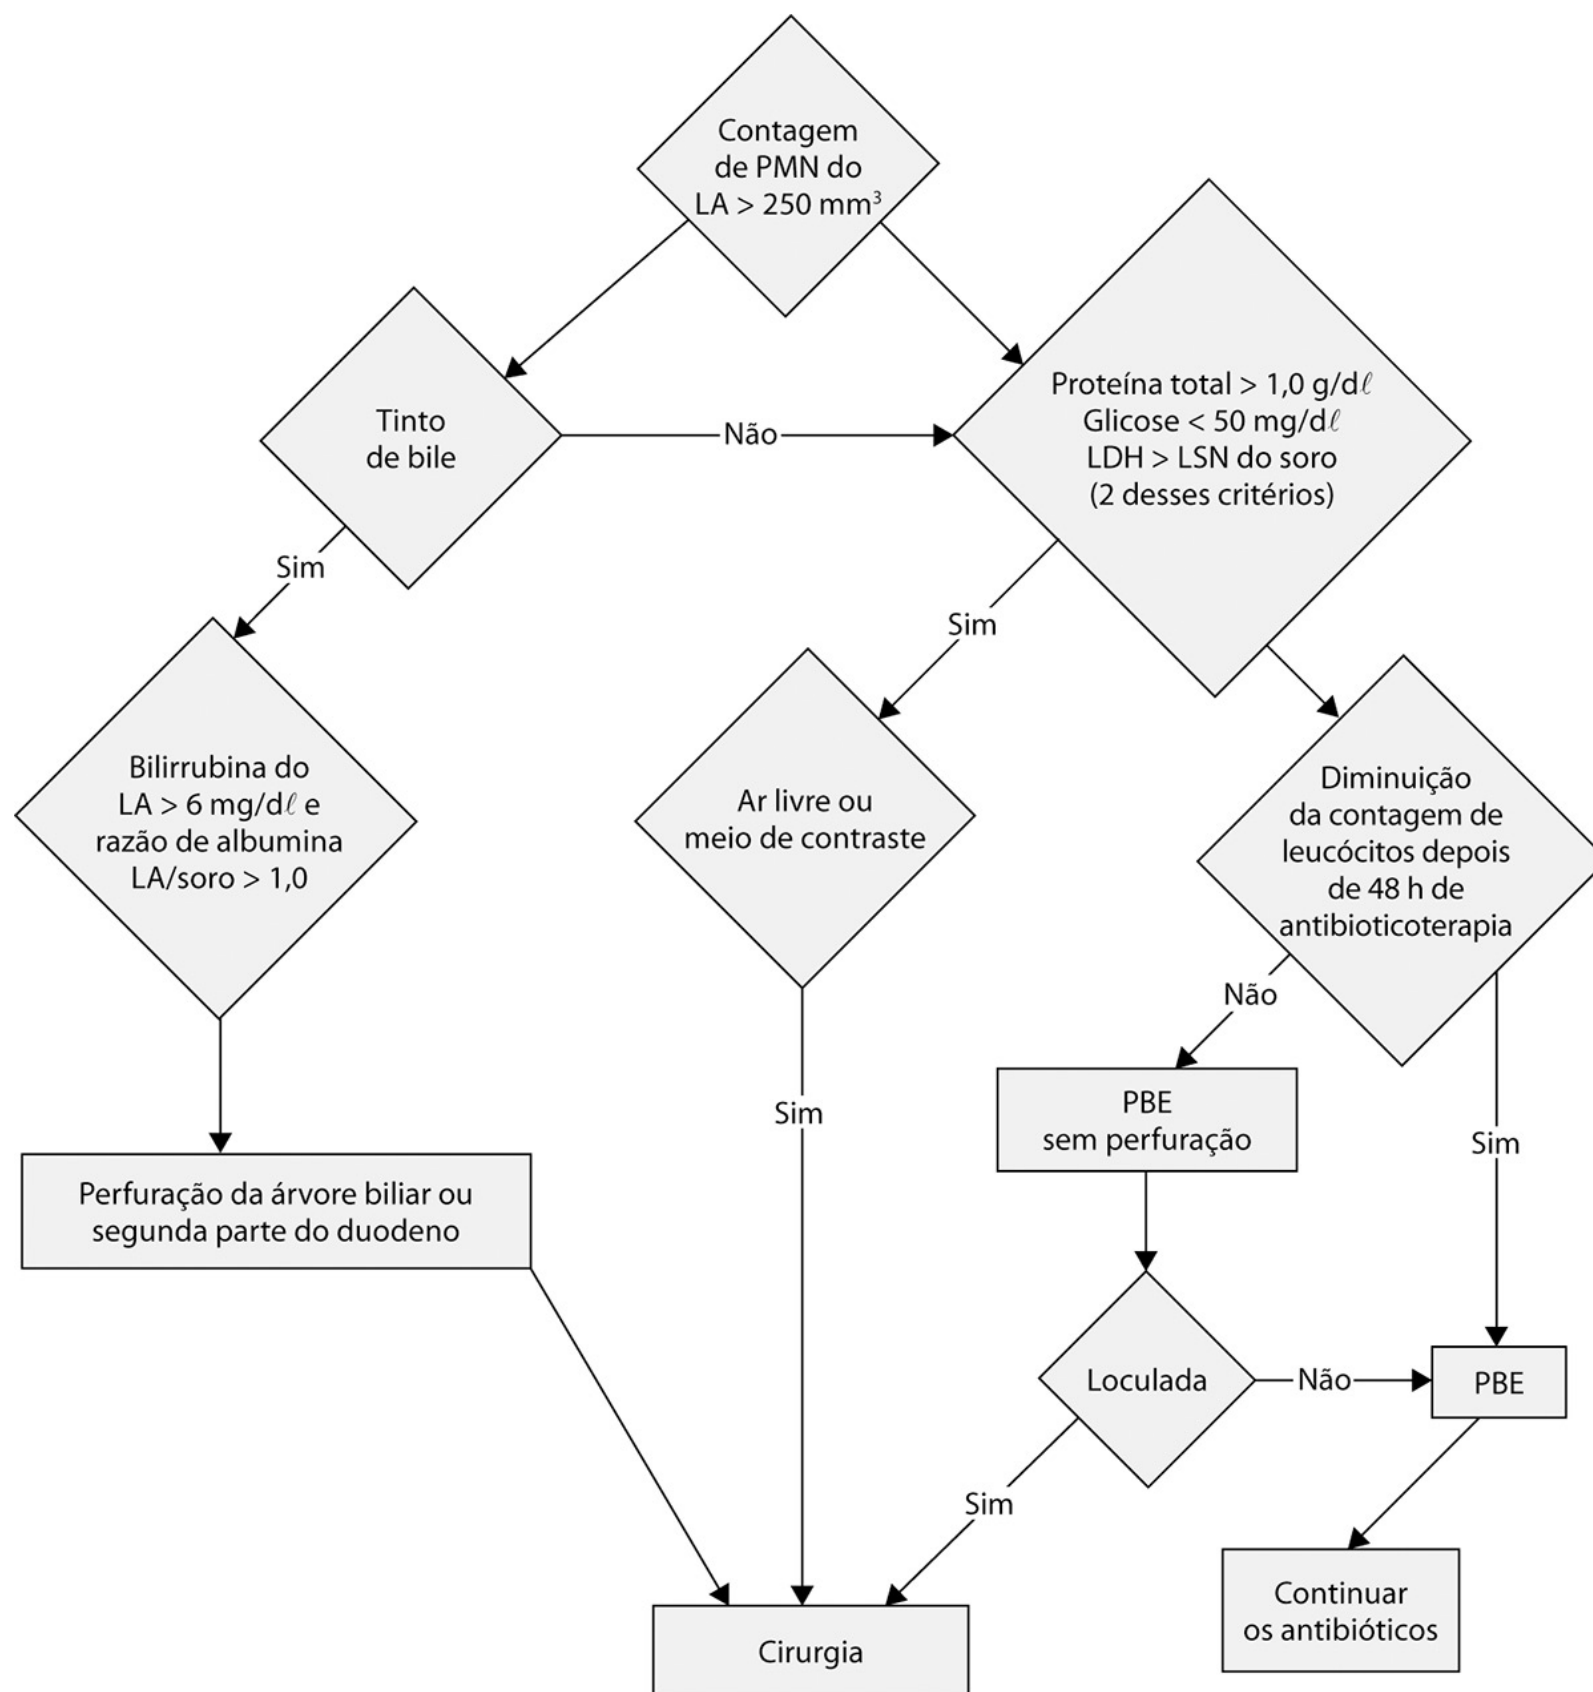 Contagem
de PMN do
LA > 250 mm³
Tinto
de bile
Não
Proteína total > 1,0 g/dℓ
Glicose < 50 mg/dℓ
LDH > LSN do soro
(2 desses critérios)
Sim
Sim
Bilirrubina do
LA > 6 mg/dℓ e
razão de albumina
LA/soro > 1,0
Ar livre ou
meio de contraste
Diminuição
da contagem de
leucócitos depois
de 48 h de
antibioticoterapia
Não
Sim
Sim
PBE
sem perfuração
Perfuração da árvore biliar ou
segunda parte do duodeno
Loculada
Não
PBE
Sim
Cirurgia
Continuar
os antibióticos